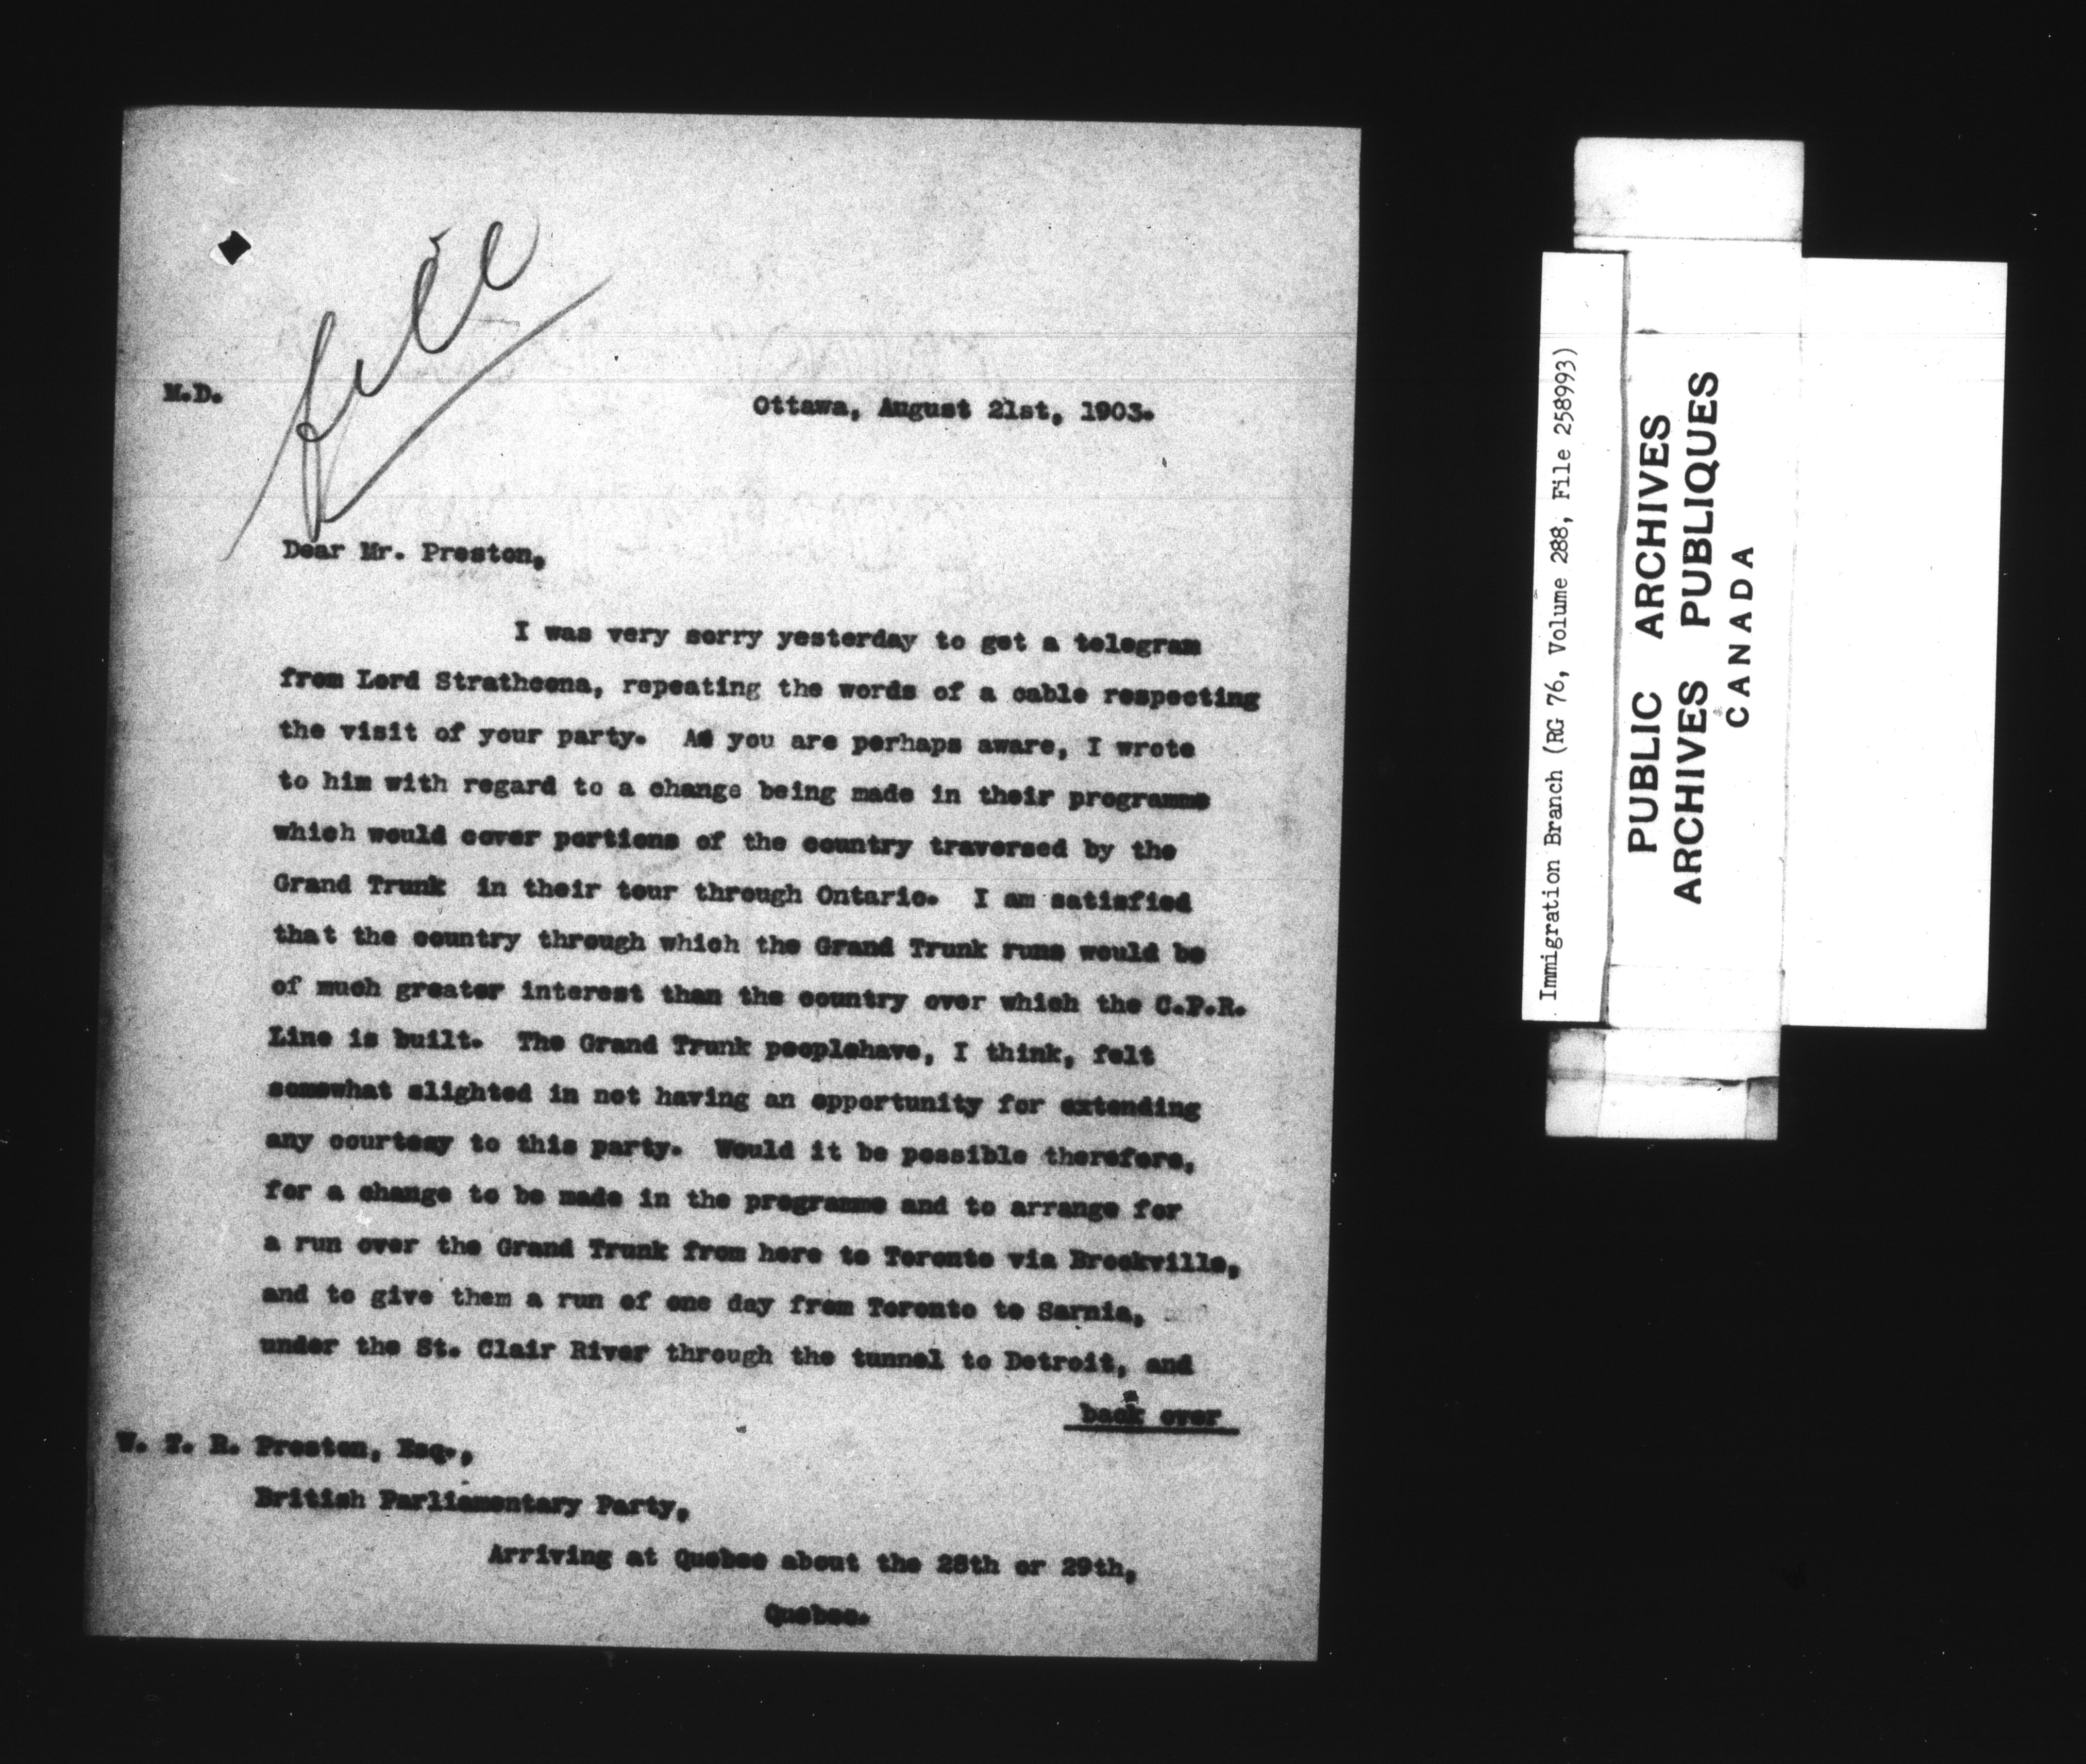 file
M.D.
Ottawa, August 21st, 1903.
Dear Mr. Preston,
I was very sorry yesterday to get a telegram
from Lord Strathcona, repeating the words of a cable respecting
the visit of your party. As you are perhaps aware, I wrote
to him with regard to a change being made in their programme
which would cover portions of the country traversed by the
Grand Trunk in their tour through Ontario. I am satisfied
that the country through which the Grand Trunk runs would be
of much greater interest than the country over which the C.P.R.
Line is built. The Grand Trunk peoplehave, I think, felt
somewhat slighted in not having an opportunity for extending
any courtesy to this party. Would it be possible therefore,
for a change to be made in the programme and to arrange for
a run over the Grand Trunk from here to Toronto via Brockville,
and to give them a run of one day from Toronto to Sarnia,
under the St. Clair River through the tunnel to Detroit, and
back over
W. T. R. Preston, Esq.,
British Parliamentary Party,
Arriving at Quebec about the 28th or 29th,
Quebec.
Immigration Branch (RG 76, Volume 288, File 258993)
PUBLIC ARCHIVES
ARCHIVES PUBLIQUES
CANADA